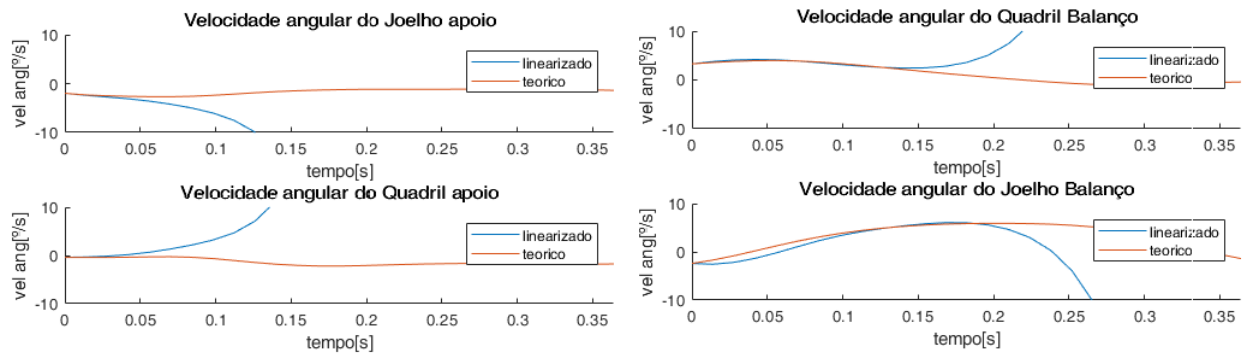 Velocidade angular do Joelho apoio
10
0
-10
vel ang[º/s]
linearizado
teorico
0 0.05 0.1 0.15 0.2 0.25 0.3 0.35
tempo[s]
Velocidade angular do Quadril apoio
10
0
-10
vel ang[º/s]
linearizado
teorico
0 0.05 0.1 0.15 0.2 0.25 0.3 0.35
tempo[s]
Velocidade angular do Quadril Balanço
10
0
-10
vel ang[º/s]
linearizado
teorico
0 0.05 0.1 0.15 0.2 0.25 0.3 0.35
tempo[s]
Velocidade angular do Joelho Balanço
10
0
-10
vel ang[º/s]
linearizado
teorico
0 0.05 0.1 0.15 0.2 0.25 0.3 0.35
tempo[s]